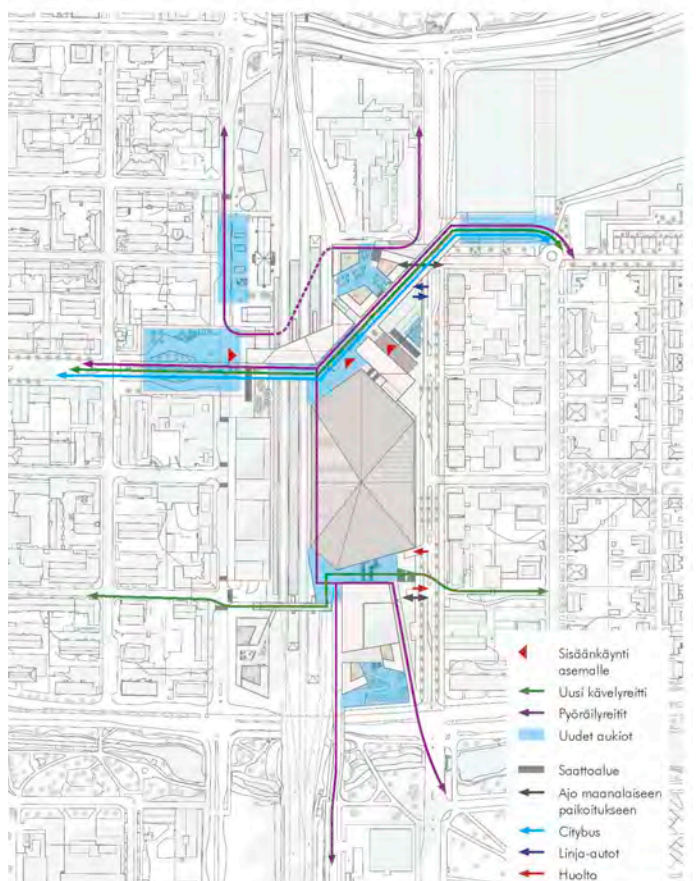 Sisäänkäynti
asemalle
Uusi kävelyreitti
Pyöräilyreitit
Uudet aukiot
Saattoalue
Ajo maanalaiseen
paikoitukseen
Citybus
Linja-autot
Huolto